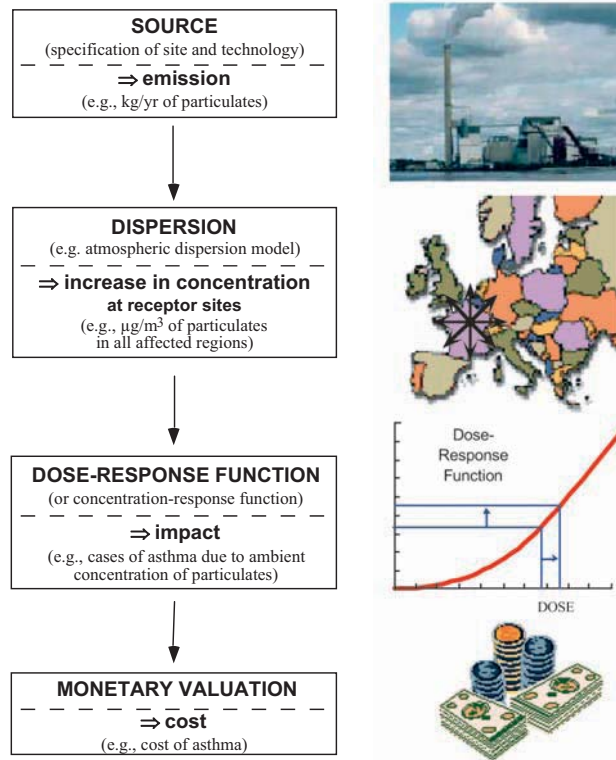 SOURCE
(specification of site and technology)
⇒ emission
(e.g., kg/yr of particulates)
DISPERSION
(e.g. atmospheric dispersion model)
⇒ increase in concentration
at receptor sites
(e.g., µg/m³ of particulates
in all affected regions)
DOSE-RESPONSE FUNCTION
(or concentration-response function)
⇒ impact
(e.g., cases of asthma due to ambient
concentration of particulates)
MONETARY VALUATION
⇒ cost
(e.g., cost of asthma)
Dose-
Response
Function
DOSE